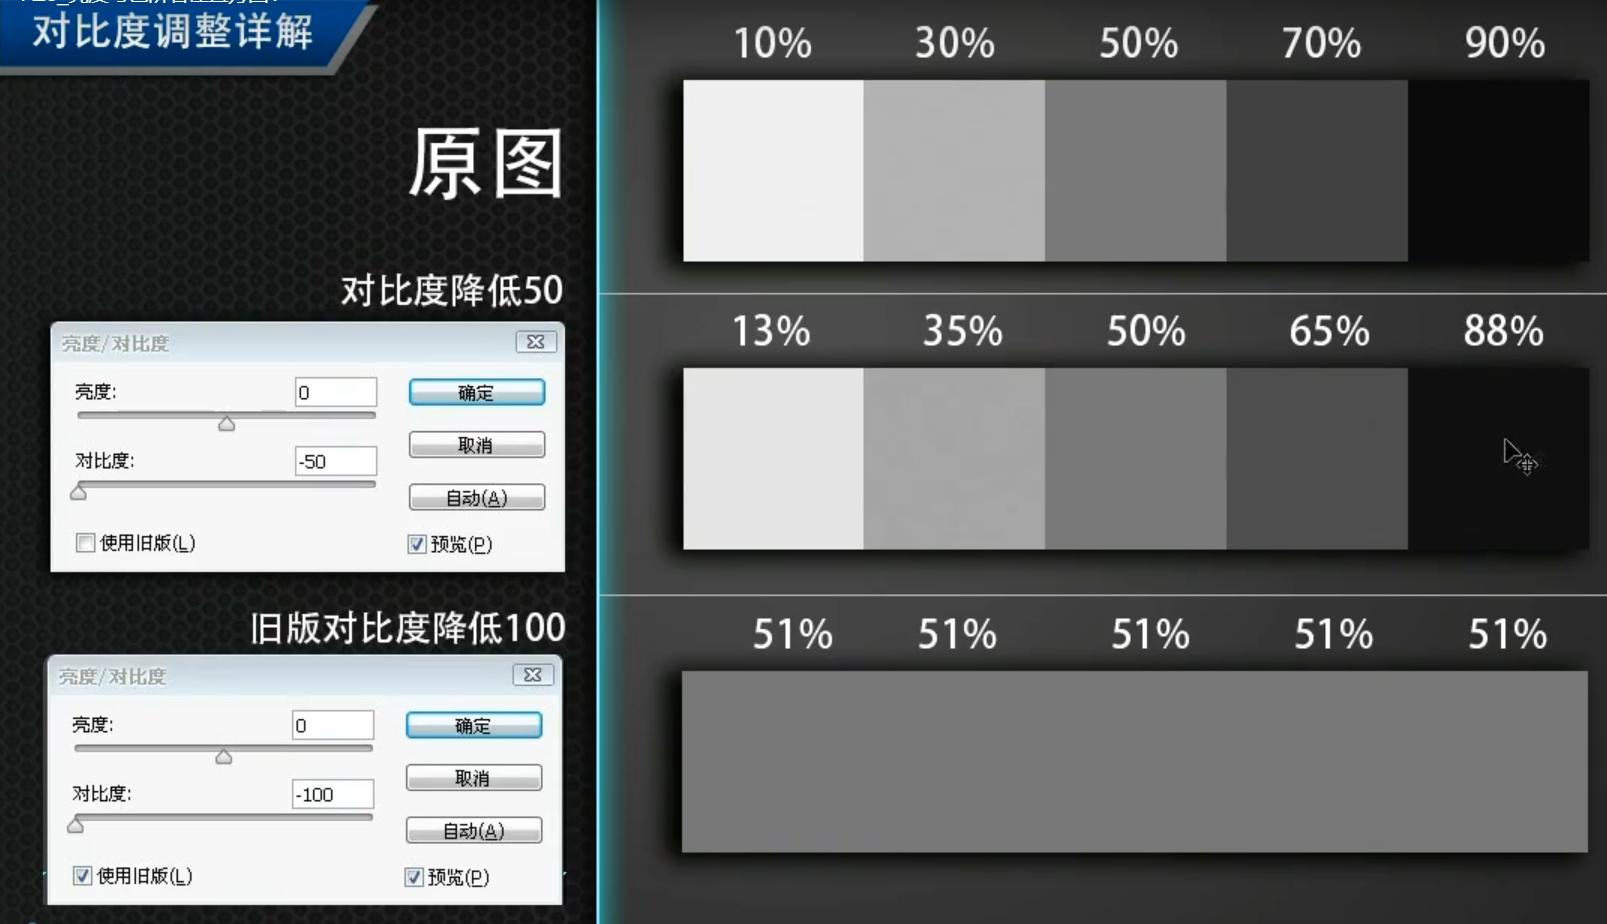 对比度调整详解
原图
10% 30% 50% 70% 90%
对比度降低50
13% 35% 50% 65% 88%
亮度/对比度
亮度: 0
确定
对比度: -50
取消
自动(A)
使用旧版(L)
预览(P)
旧版对比度降低100
51% 51% 51% 51% 51%
亮度/对比度
亮度: 0
确定
对比度: -100
取消
自动(A)
使用旧版(L)
预览(P)